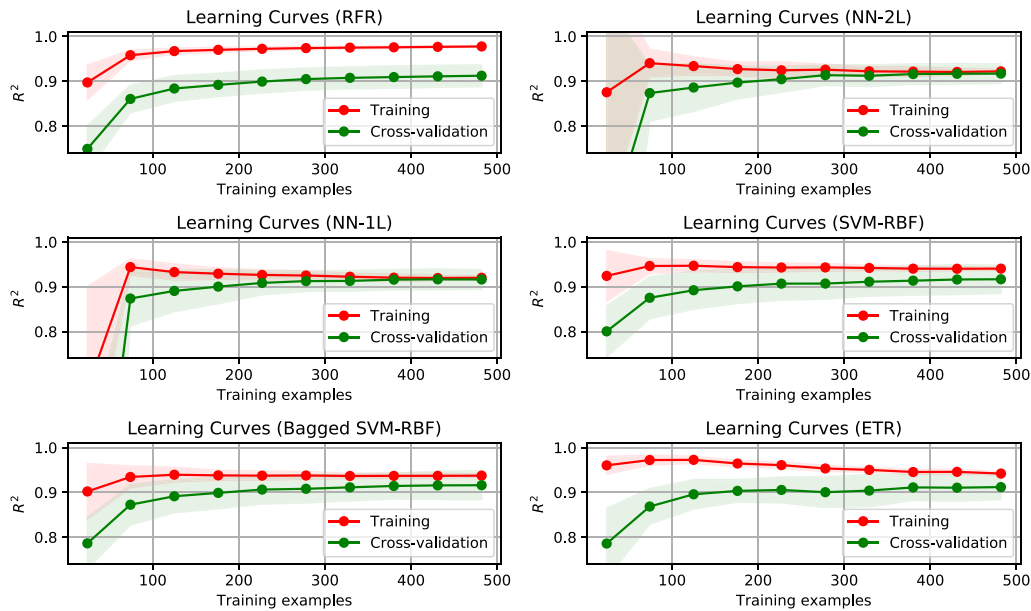 Learning Curves (RFR)
1.0
0.9
0.8
R²
Training
Cross-validation
100
200
300
400
500
Training examples
Learning Curves (NN-2L)
1.0
0.9
0.8
R²
Training
Cross-validation
100
200
300
400
500
Training examples
Learning Curves (NN-1L)
1.0
0.9
0.8
R²
Training
Cross-validation
100
200
300
400
500
Training examples
Learning Curves (SVM-RBF)
1.0
0.9
0.8
R²
Training
Cross-validation
100
200
300
400
500
Training examples
Learning Curves (Bagged SVM-RBF)
1.0
0.9
0.8
R²
Training
Cross-validation
100
200
300
400
500
Training examples
Learning Curves (ETR)
1.0
0.9
0.8
R²
Training
Cross-validation
100
200
300
400
500
Training examples